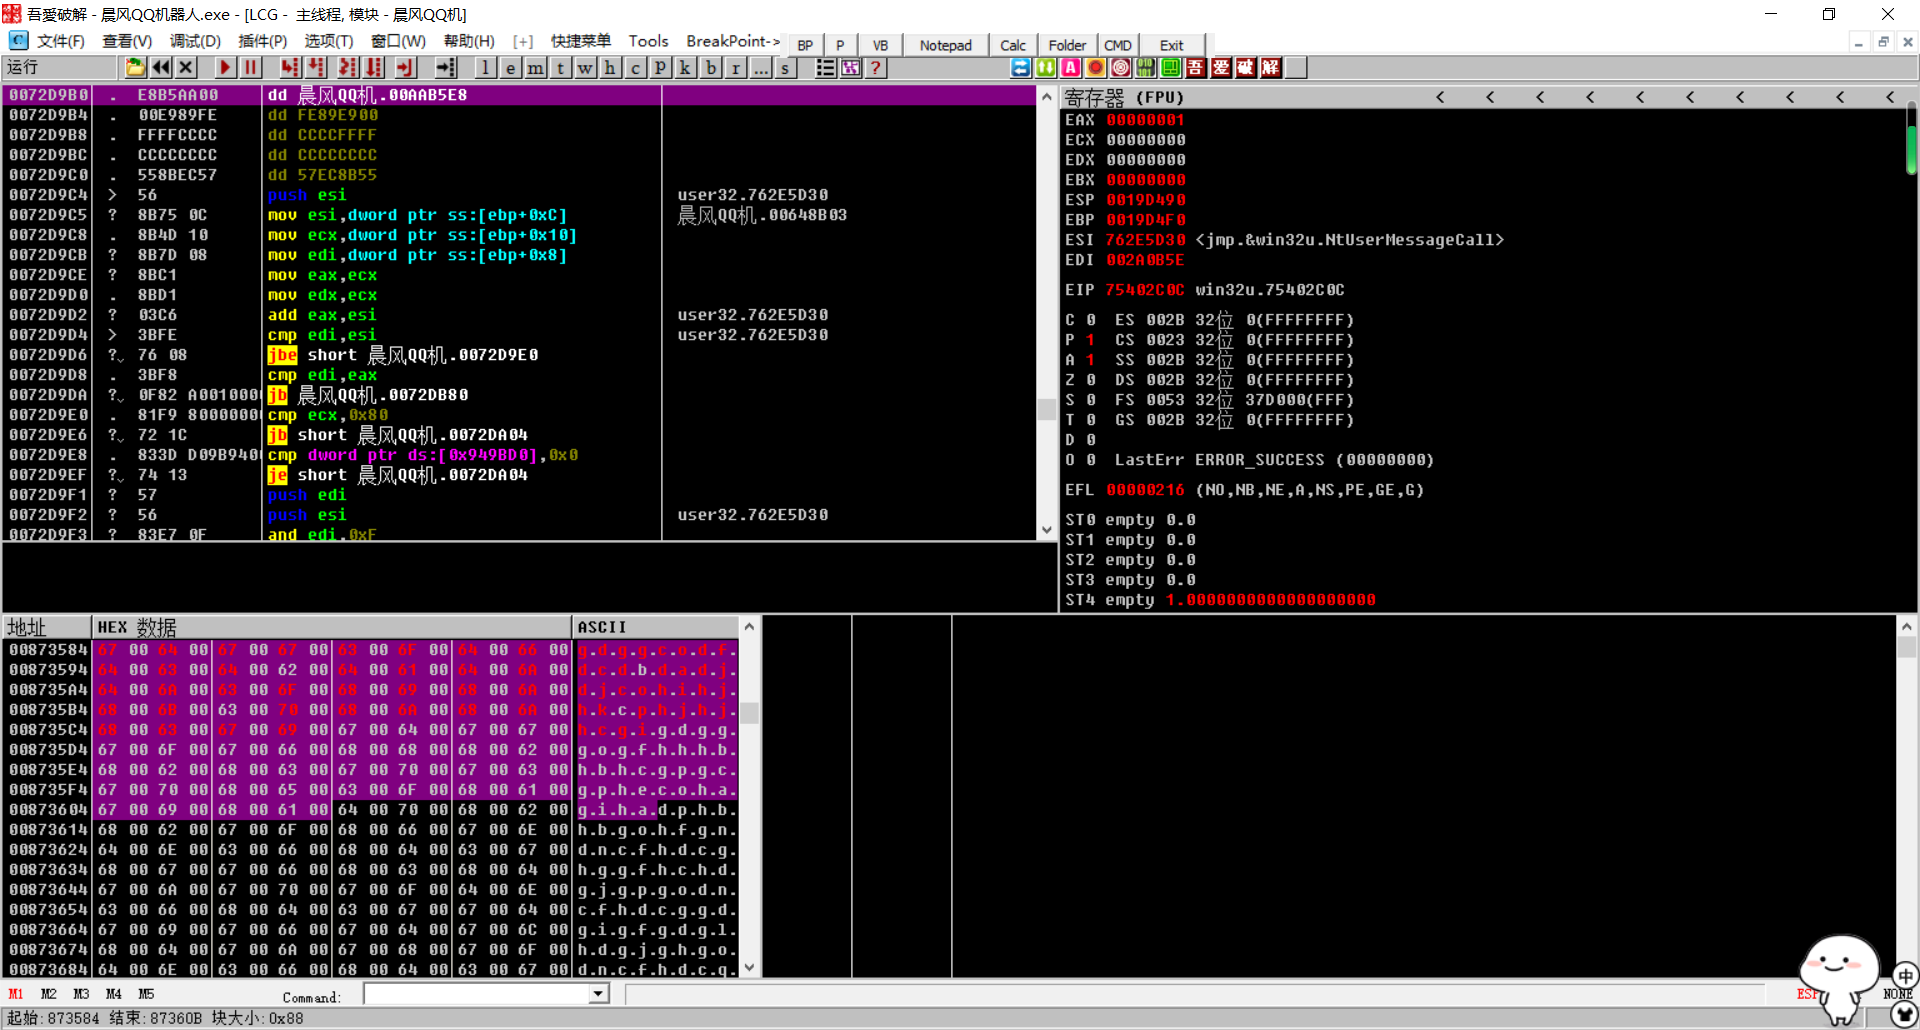 吾愛破解 - 晨风QQ机器人.exe - [LCG - 主线程, 模块 - 晨风QQ机]
文件(F) 查看(V) 调试(D) 插件(P) 选项(T) 窗口(W) 帮助(H) [+] 快捷菜单 Tools BreakPoint-> BP P VB Notepad Calc Folder CMD Exit
运行 l e m t w h c p k b r ... s ? 吾 爱 破 解
0072D9B0 . E8B5AA00 dd 晨风QQ机.00AAB5E8
0072D9B4 . 00E989FE dd FE89E900
0072D9B8 . FFFFCCCC dd CCCCFFFF
0072D9BC . CCCCCCCC dd CCCCCCCC
0072D9C0 . 558BEC57 dd 57EC8B55
0072D9C4 > 56 push esi user32.762E5D30
0072D9C5 ? 8B75 0C mov esi,dword ptr ss:[ebp+0xC] 晨风QQ机.00648B03
0072D9C8 . 8B4D 10 mov ecx,dword ptr ss:[ebp+0x10]
0072D9CB ? 8B7D 08 mov edi,dword ptr ss:[ebp+0x8]
0072D9CE ? 8BC1 mov eax,ecx
0072D9D0 . 8BD1 mov edx,ecx
0072D9D2 ? 03C6 add eax,esi user32.762E5D30
0072D9D4 > 3BFE cmp edi,esi user32.762E5D30
0072D9D6 ? 76 08 jbe short 晨风QQ机.0072D9E0
0072D9D8 . 3BF8 cmp edi,eax
0072D9DA ? 0F82 A0010000 jb 晨风QQ机.0072DB80
0072D9E0 . 81F9 80000000 cmp ecx,0x80
0072D9E6 ? 72 1C jb short 晨风QQ机.0072DA04
0072D9E8 . 833D D09B9400 cmp dword ptr ds:[0x949BD0],0x0
0072D9EF ? 74 13 je short 晨风QQ机.0072DA04
0072D9F1 ? 57 push edi
0072D9F2 ? 56 push esi user32.762E5D30
0072D9F3 ? 83E7 0F and edi,0xF
寄存器 (FPU) < < < < < < < < < <
EAX 00000001
ECX 00000000
EDX 00000000
EBX 00000000
ESP 0019D490
EBP 0019D4F0
ESI 762E5D30 <jmp.&win32u.NtUserMessageCall>
EDI 002A0B5E
EIP 75402C0C win32u.75402C0C
C 0 ES 002B 32位 0(FFFFFFFF)
P 1 CS 0023 32位 0(FFFFFFFF)
A 1 SS 002B 32位 0(FFFFFFFF)
Z 0 DS 002B 32位 0(FFFFFFFF)
S 0 FS 0053 32位 37D000(FFF)
T 0 GS 002B 32位 0(FFFFFFFF)
D 0
O 0 LastErr ERROR_SUCCESS (00000000)
EFL 00000216 (NO,NB,NE,A,NS,PE,GE,G)
ST0 empty 0.0
ST1 empty 0.0
ST2 empty 0.0
ST3 empty 0.0
ST4 empty 1.0000000000000000000
地址 HEX 数据 ASCII
00873584 67 00 64 00 67 00 67 00 63 00 6F 00 64 00 66 00 g.d.g.g.c.o.d.f.
00873594 64 00 63 00 64 00 62 00 64 00 61 00 64 00 6A 00 d.c.d.b.d.a.d.j.
008735A4 64 00 6A 00 63 00 6F 00 68 00 69 00 68 00 6A 00 d.j.c.o.h.i.h.j.
008735B4 68 00 6B 00 63 00 70 00 68 00 6A 00 68 00 6A 00 h.k.c.p.h.j.h.j.
008735C4 68 00 63 00 67 00 69 00 67 00 64 00 67 00 67 00 h.c.g.i.g.d.g.g.
008735D4 67 00 6F 00 67 00 66 00 68 00 68 00 68 00 62 00 g.o.g.f.h.h.h.b.
008735E4 68 00 62 00 68 00 63 00 67 00 70 00 67 00 63 00 h.b.h.c.g.p.g.c.
008735F4 67 00 70 00 68 00 65 00 63 00 6F 00 68 00 61 00 g.p.h.e.c.o.h.a.
00873604 67 00 69 00 68 00 61 00 64 00 70 00 68 00 62 00 g.i.h.a.d.p.h.b.
00873614 68 00 62 00 67 00 6F 00 68 00 66 00 67 00 6E 00 h.b.g.o.h.f.g.n.
00873624 64 00 6E 00 63 00 66 00 68 00 64 00 63 00 67 00 d.n.c.f.h.d.c.g.
00873634 68 00 67 00 67 00 66 00 68 00 63 00 68 00 64 00 h.g.g.f.h.c.h.d.
00873644 67 00 6A 00 67 00 70 00 67 00 6F 00 64 00 6E 00 g.j.g.p.g.o.d.n.
00873654 63 00 66 00 68 00 64 00 63 00 67 00 67 00 64 00 c.f.h.d.c.g.g.d.
00873664 67 00 69 00 67 00 66 00 67 00 64 00 67 00 6C 00 g.i.g.f.g.d.g.l.
00873674 68 00 64 00 67 00 6A 00 67 00 68 00 67 00 6F 00 h.d.g.j.g.h.g.o.
00873684 64 00 6E 00 63 00 66 00 68 00 64 00 63 00 67 00 d.n.c.f.h.d.c.g.
M1 M2 M3 M4 M5 Command: NONE
中
起始:873584 结束:87360B 块大小:0x88